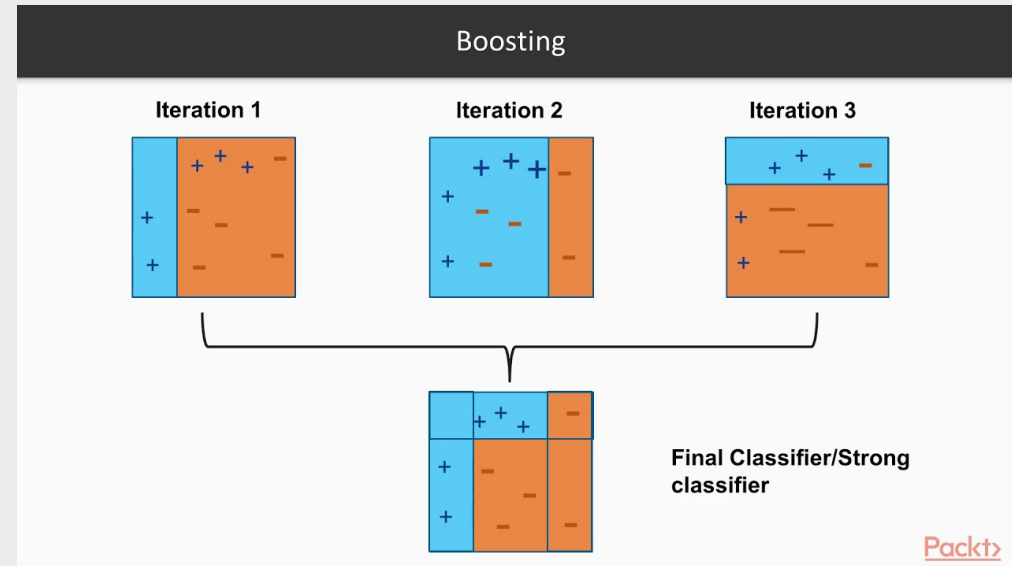 Boosting
Iteration 1
Iteration 2
Iteration 3
Final Classifier/Strong
classifier
Packt>